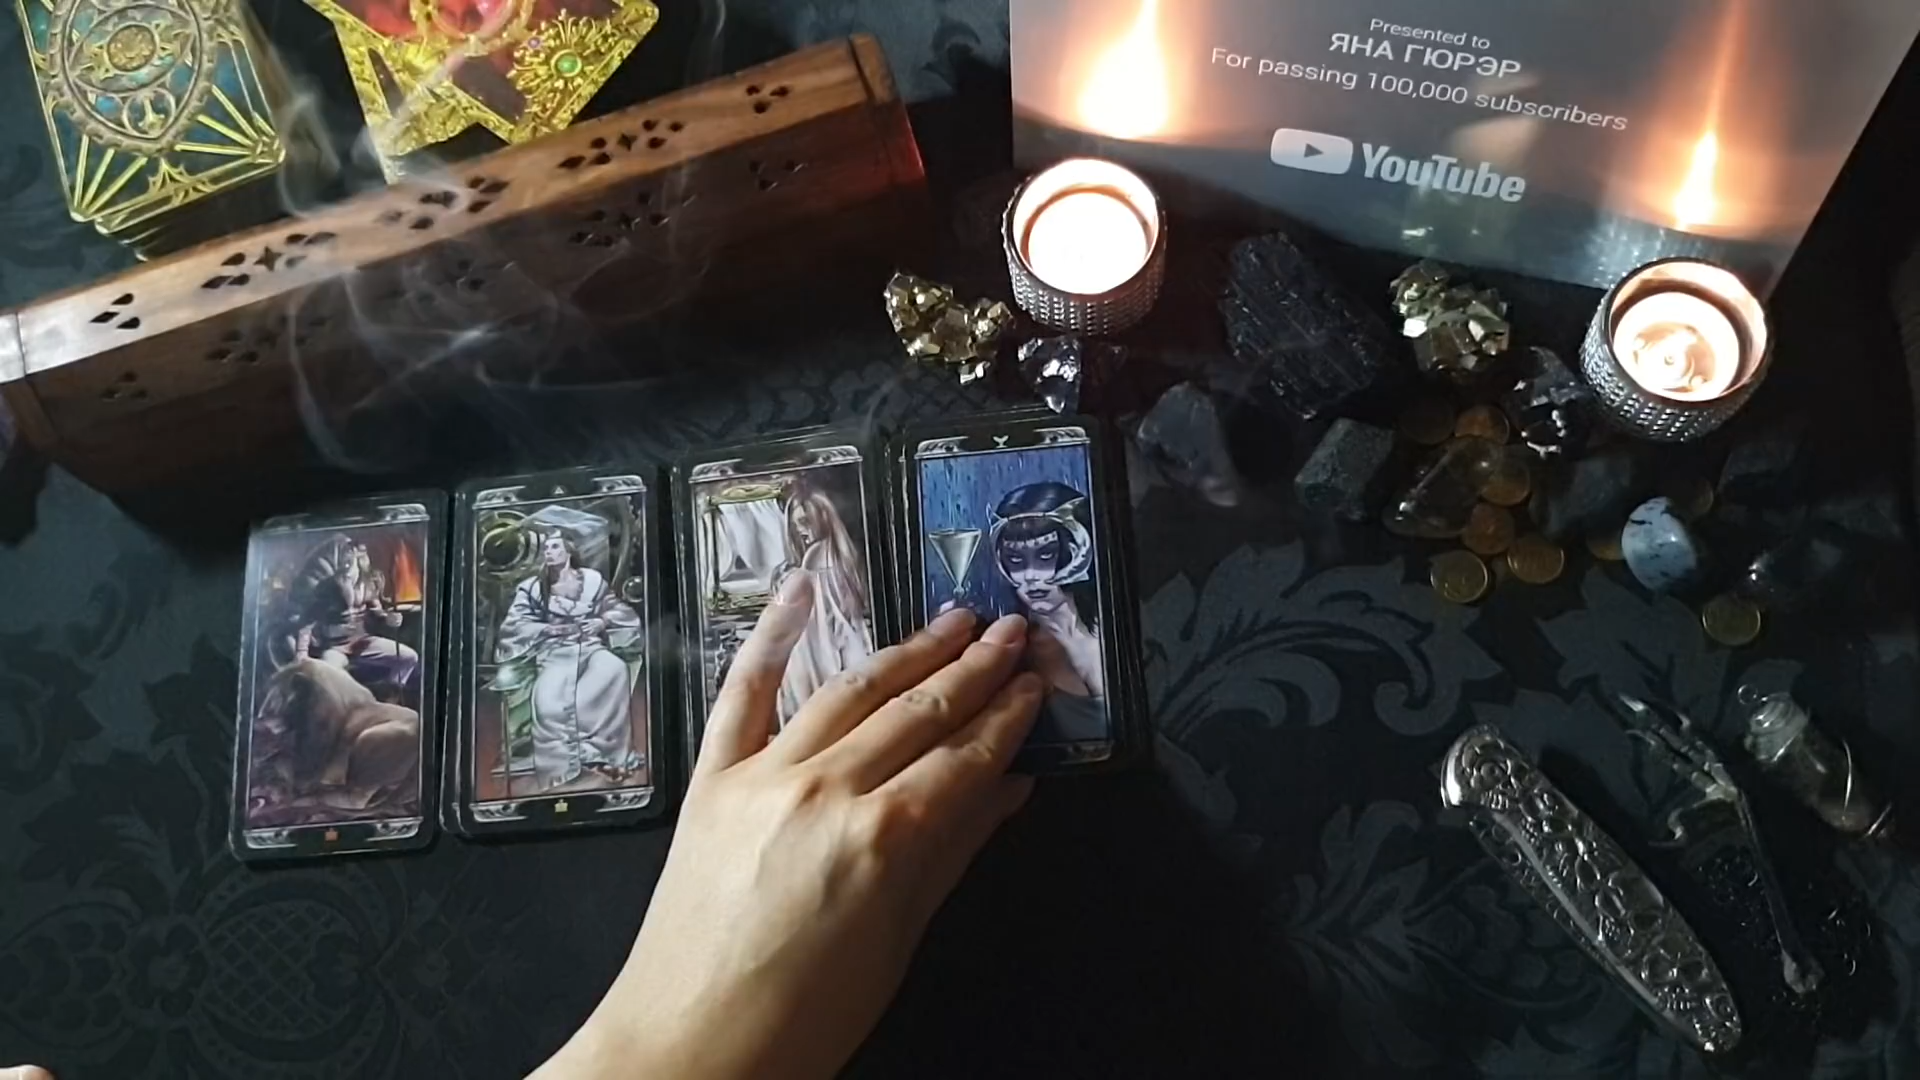 Presented to
ЯНА ГЮРЭР
For passing 100,000 subscribers
YouTube